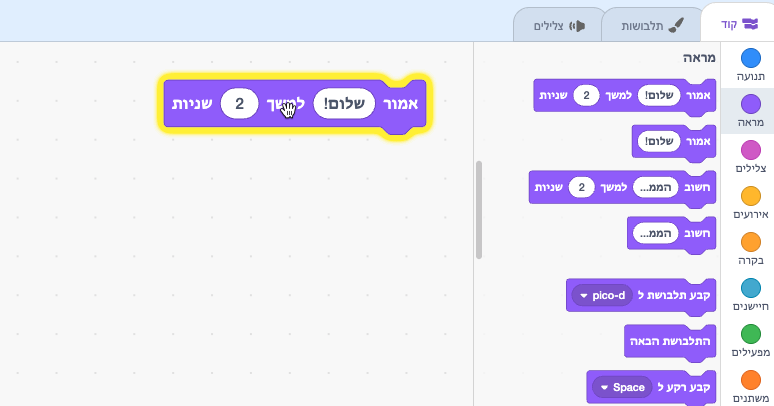 קוד
תלבושות
צלילים
תנועה
מראה
צלילים
אירועים
בקרה
חיישנים
מפעילים
משתנים
מראה
אמור שלום! למשך 2 שניות
אמור שלום!
חשוב הממ... למשך 2 שניות
חשוב הממ...
קבע תלבושת ל pico-d
התלבושת הבאה
קבע רקע ל Space
אמור שלום! למשך 2 שניות